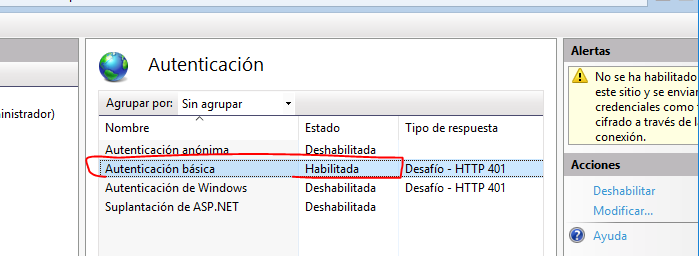 inistrador)
Autenticación
Agrupar por: Sin agrupar
Nombre Estado Tipo de respuesta
Autenticación anónima Deshabilitada
Autenticación básica Habilitada Desafío - HTTP 401
Autenticación de Windows Deshabilitada Desafío - HTTP 401
Suplantación de ASP.NET Deshabilitada
Alertas
No se ha habilitado
este sitio y se enviar
credenciales como
cifrado a través de la
conexión.
Acciones
Deshabilitar
Modificar...
Ayuda